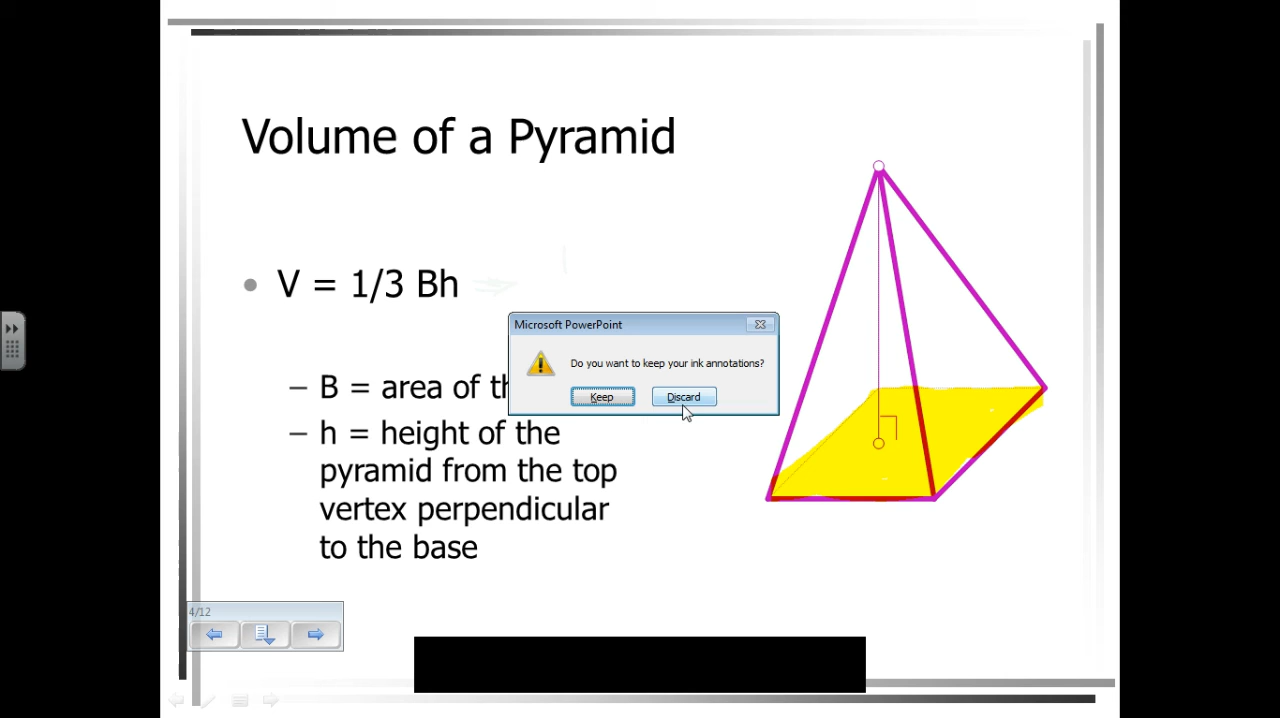 Volume of a Pyramid
• V = 1/3 Bh
– B = area of th
– h = height of the
pyramid from the top
vertex perpendicular
to the base
Microsoft PowerPoint
Do you want to keep your ink annotations?
Keep
Discard
4/12